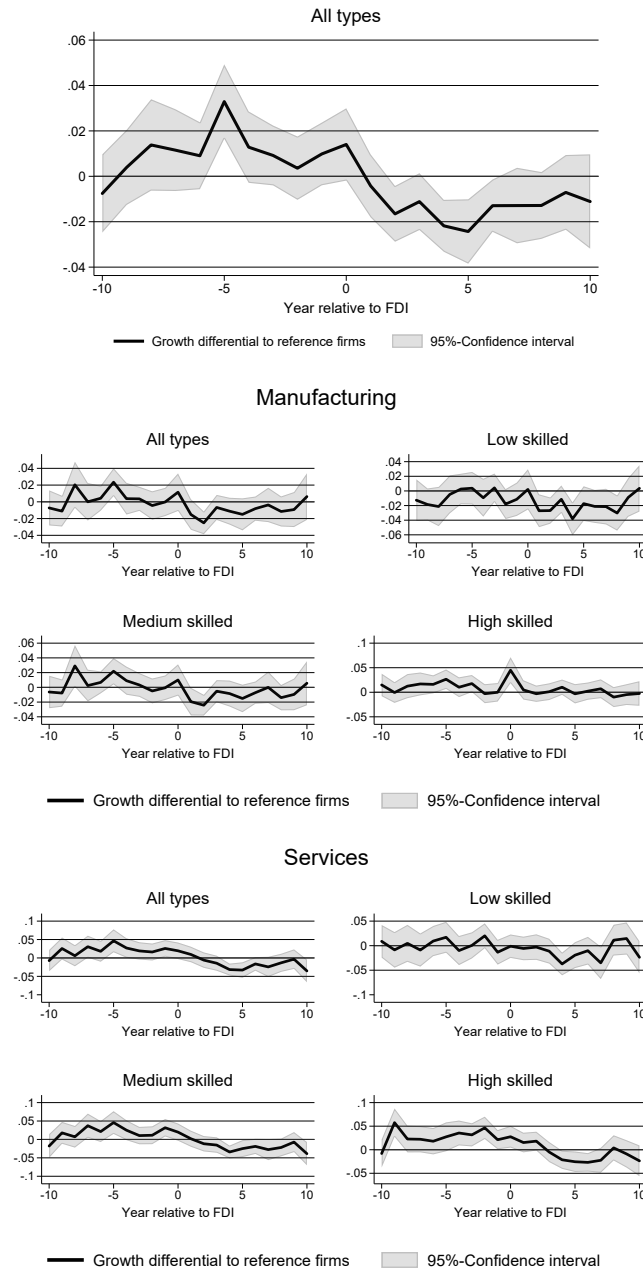 All types
.06
.04
.02
0
-.02
-.04
-10 -5 0 5 10
Year relative to FDI
Growth differential to reference firms 95%-Confidence interval
Manufacturing
All types
.04
.02
0
-.02
-.04
-10 -5 0 5 10
Year relative to FDI
Low skilled
.04
.02
0
-.02
-.04
-.06
-10 -5 0 5 10
Year relative to FDI
Medium skilled
.06
.04
.02
0
-.02
-.04
-10 -5 0 5 10
Year relative to FDI
High skilled
.1
.05
0
-.05
-10 -5 0 5 10
Year relative to FDI
Growth differential to reference firms 95%-Confidence interval
Services
All types
.1
.05
0
-.05
-.1
-10 -5 0 5 10
Year relative to FDI
Low skilled
.05
0
-.05
-.1
-10 -5 0 5 10
Year relative to FDI
Medium skilled
.1
.05
0
-.05
-.1
-10 -5 0 5 10
Year relative to FDI
High skilled
.1
.05
0
-.05
-10 -5 0 5 10
Year relative to FDI
Growth differential to reference firms 95%-Confidence interval